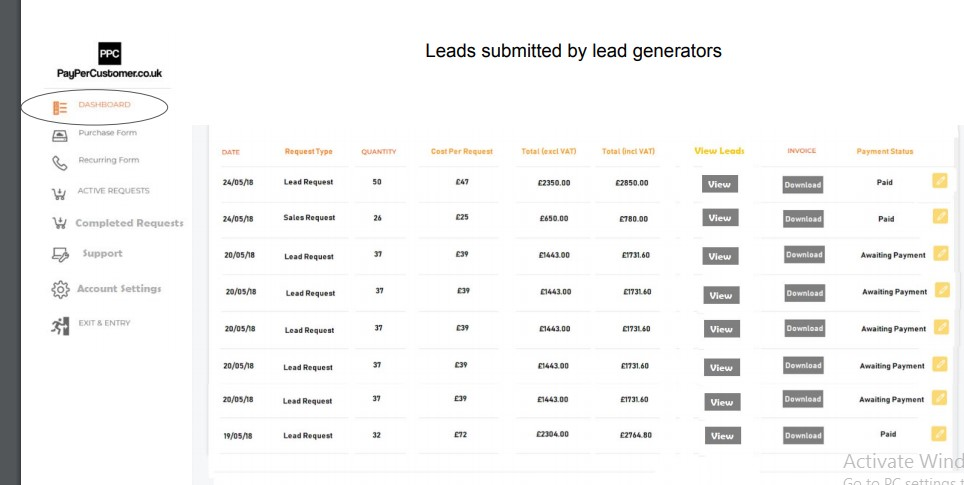 Leads submitted by lead generators
PPC
PayPerCustomer.co.uk
DASHBOARD
Purchase Form
Recurring Form
ACTIVE REQUESTS
Completed Requests
Support
Account Settings
EXIT & ENTRY
DATE Request Type QUANTITY Cost Per Request Total (excl VAT) Total (incl VAT) View Leads INVOICE Payment Status
24/05/18 Lead Request 50 £47 £2350.00 £2850.00 View Download Paid
24/05/18 Sales Request 26 £25 £650.00 £780.00 View Download Paid
20/05/18 Lead Request 37 £39 £1443.00 £1731.60 View Download Awaiting Payment
20/05/18 Lead Request 37 £39 £1443.00 £1731.60 View Download Awaiting Payment
20/05/18 Lead Request 37 £39 £1443.00 £1731.60 View Download Awaiting Payment
20/05/18 Lead Request 37 £39 £1443.00 £1731.60 View Download Awaiting Payment
20/05/18 Lead Request 37 £39 £1443.00 £1731.60 View Download Awaiting Payment
19/05/18 Lead Request 32 £72 £2304.00 £2764.80 View Download Paid
Activate Wind
Go to PC settings t